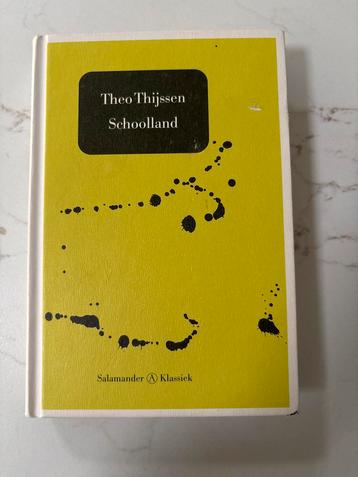 Theo Thijssen
Schoolland
Salamander A Klassiek